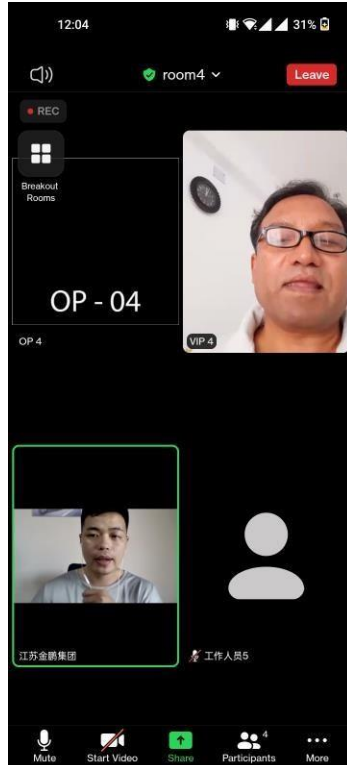 12:04
31%
room4
Leave
REC
Breakout
Rooms
OP - 04
OP 4
VIP 4
江苏金鹏集团
工作人员5
4
Mute
Start Video
Share
Participants
More